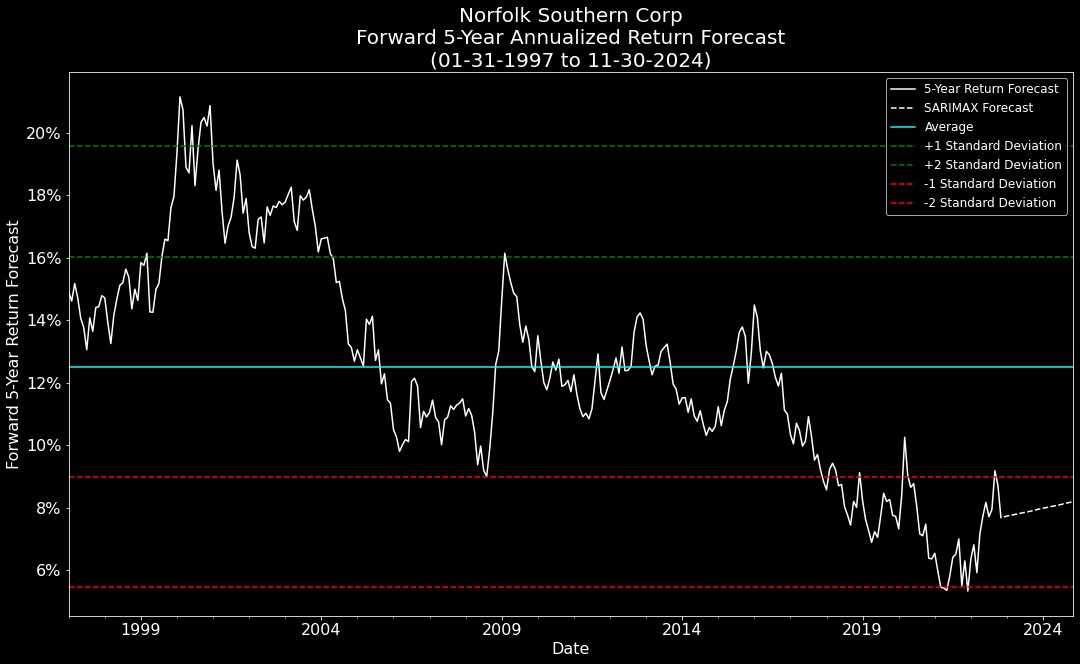 Norfolk Southern Corp
Forward 5-Year Annualized Return Forecast
(01-31-1997 to 11-30-2024)
5-Year Return Forecast
SARIMAX Forecast
Average
+1 Standard Deviation
+2 Standard Deviation
-1 Standard Deviation
-2 Standard Deviation
Forward 5-Year Return Forecast
20%
18%
16%
14%
12%
10%
8%
6%
1999
2004
2009
2014
2019
2024
Date